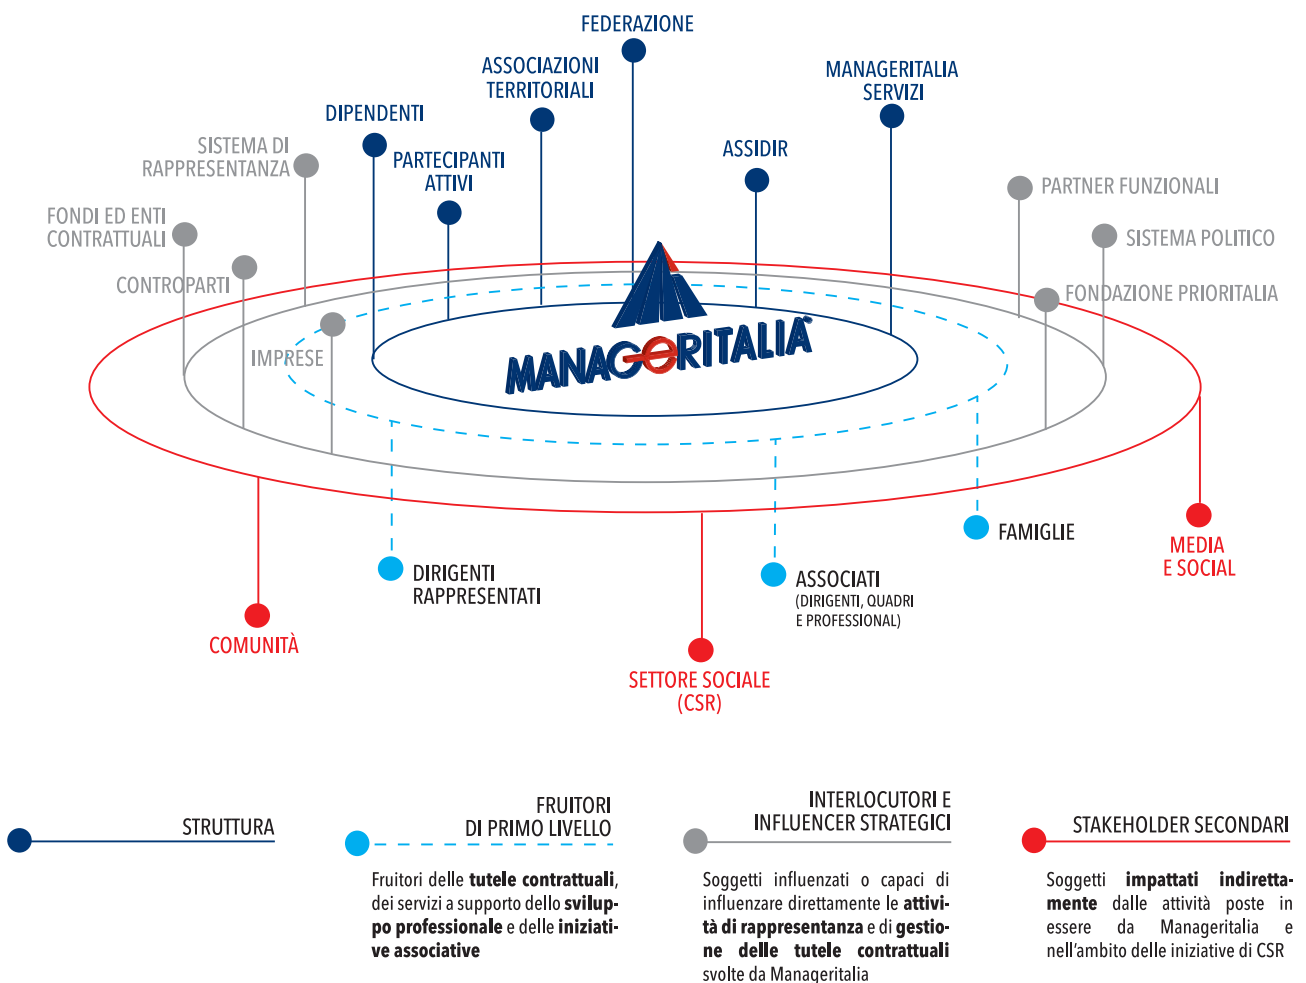 FEDERAZIONE
ASSOCIAZIONI
TERRITORIALI
MANAGERITALIA
SERVIZI
DIPENDENTI
PARTECIPANTI
ATTIVI
ASSIDIR
SISTEMA DI
RAPPRESENTANZA
PARTNER FUNZIONALI
FONDI ED ENTI
CONTRATTUALI
SISTEMA POLITICO
CONTROPARTI
FONDAZIONE PRIORITALIA
IMPRESE
MANAGERITALIA
FAMIGLIE
MEDIA
E SOCIAL
DIRIGENTI
RAPPRESENTATI
ASSOCIATI
(DIRIGENTI, QUADRI
E PROFESSIONAL)
COMUNITÀ
SETTORE SOCIALE
(CSR)
STRUTTURA
FRUITORI
DI PRIMO LIVELLO
Fruitori delle tutele contrattuali,
dei servizi a supporto dello svilup-
po professionale e delle iniziati-
ve associative
INTERLOCUTORI E
INFLUENCER STRATEGICI
Soggetti influenzati o capaci di
influenzare direttamente le attivi-
tà di rappresentanza e di gestio-
ne delle tutele contrattuali
svolte da Manageritalia
STAKEHOLDER SECONDARI
Soggetti impattati indiretta-
mente dalle attività poste in
essere da Manageritalia e
nell'ambito delle iniziative di CSR